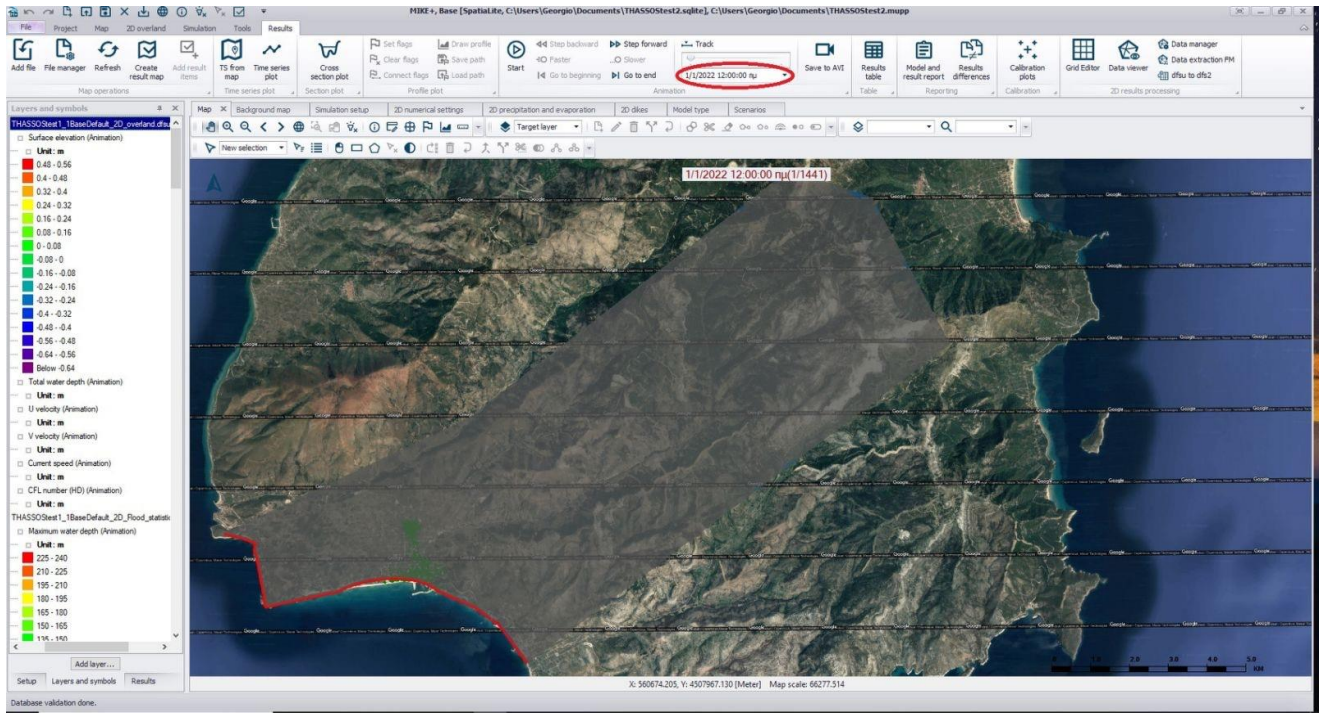 MIKE+, Base [SpatiaLite, C:\Users\Georgio\Documents\THASSOStest2.sqlite], C:\Users\Georgio\Documents\THASSOStest2.mupp
File Project Map 2D overland Simulation Tools Results
Add file File manager Refresh Create result map Add result items
TS from map Time series plot Cross section plot
Set flags Draw profile
Clear flags Save path
Connect flags Load path
Start Step backward Step forward Track
Faster Slower
Go to beginning Go to end 1/1/2022 12:00:00 πμ
Save to AVI Results table Model and result report Results differences Calibration plots Grid Editor Data viewer
Data manager
Data extraction FM
dfsu to dfs2
Map operations Time series plot Section plot Profile plot Animation Table Reporting Calibration 2D results processing
Layers and symbols
Map Background map Simulation setup 2D numerical settings 2D precipitation and evaporation 2D dikes Model type Scenarios
Target layer
New selection
THASSOStest1_1BaseDefault_2D_overland.dfsu
Surface elevation (Animation)
Unit: m
0.48 - 0.56
0.4 - 0.48
0.32 - 0.4
0.24 - 0.32
0.16 - 0.24
0.08 - 0.16
0 - 0.08
-0.08 - 0
-0.16 - -0.08
-0.24 - -0.16
-0.32 - -0.24
-0.4 - -0.32
-0.48 - -0.4
-0.56 - -0.48
-0.64 - -0.56
Below -0.64
Total water depth (Animation)
Unit: m
U velocity (Animation)
Unit: m
V velocity (Animation)
Unit: m
Current speed (Animation)
Unit: m
CFL number (HD) (Animation)
Unit: m
THASSOStest1_1BaseDefault_2D_Flood_statisti
Maximum water depth (Animation)
Unit: m
225 - 240
210 - 225
195 - 210
180 - 195
165 - 180
150 - 165
135 - 150
Add layer...
Setup Layers and symbols Results
Database validation done.
1/1/2022 12:00:00 πμ(1/1441)
Google
2.0 3.0 4.0 5.0
KM
X: 560674.205, Y: 4507967.130 [Meter] Map scale: 66277.514